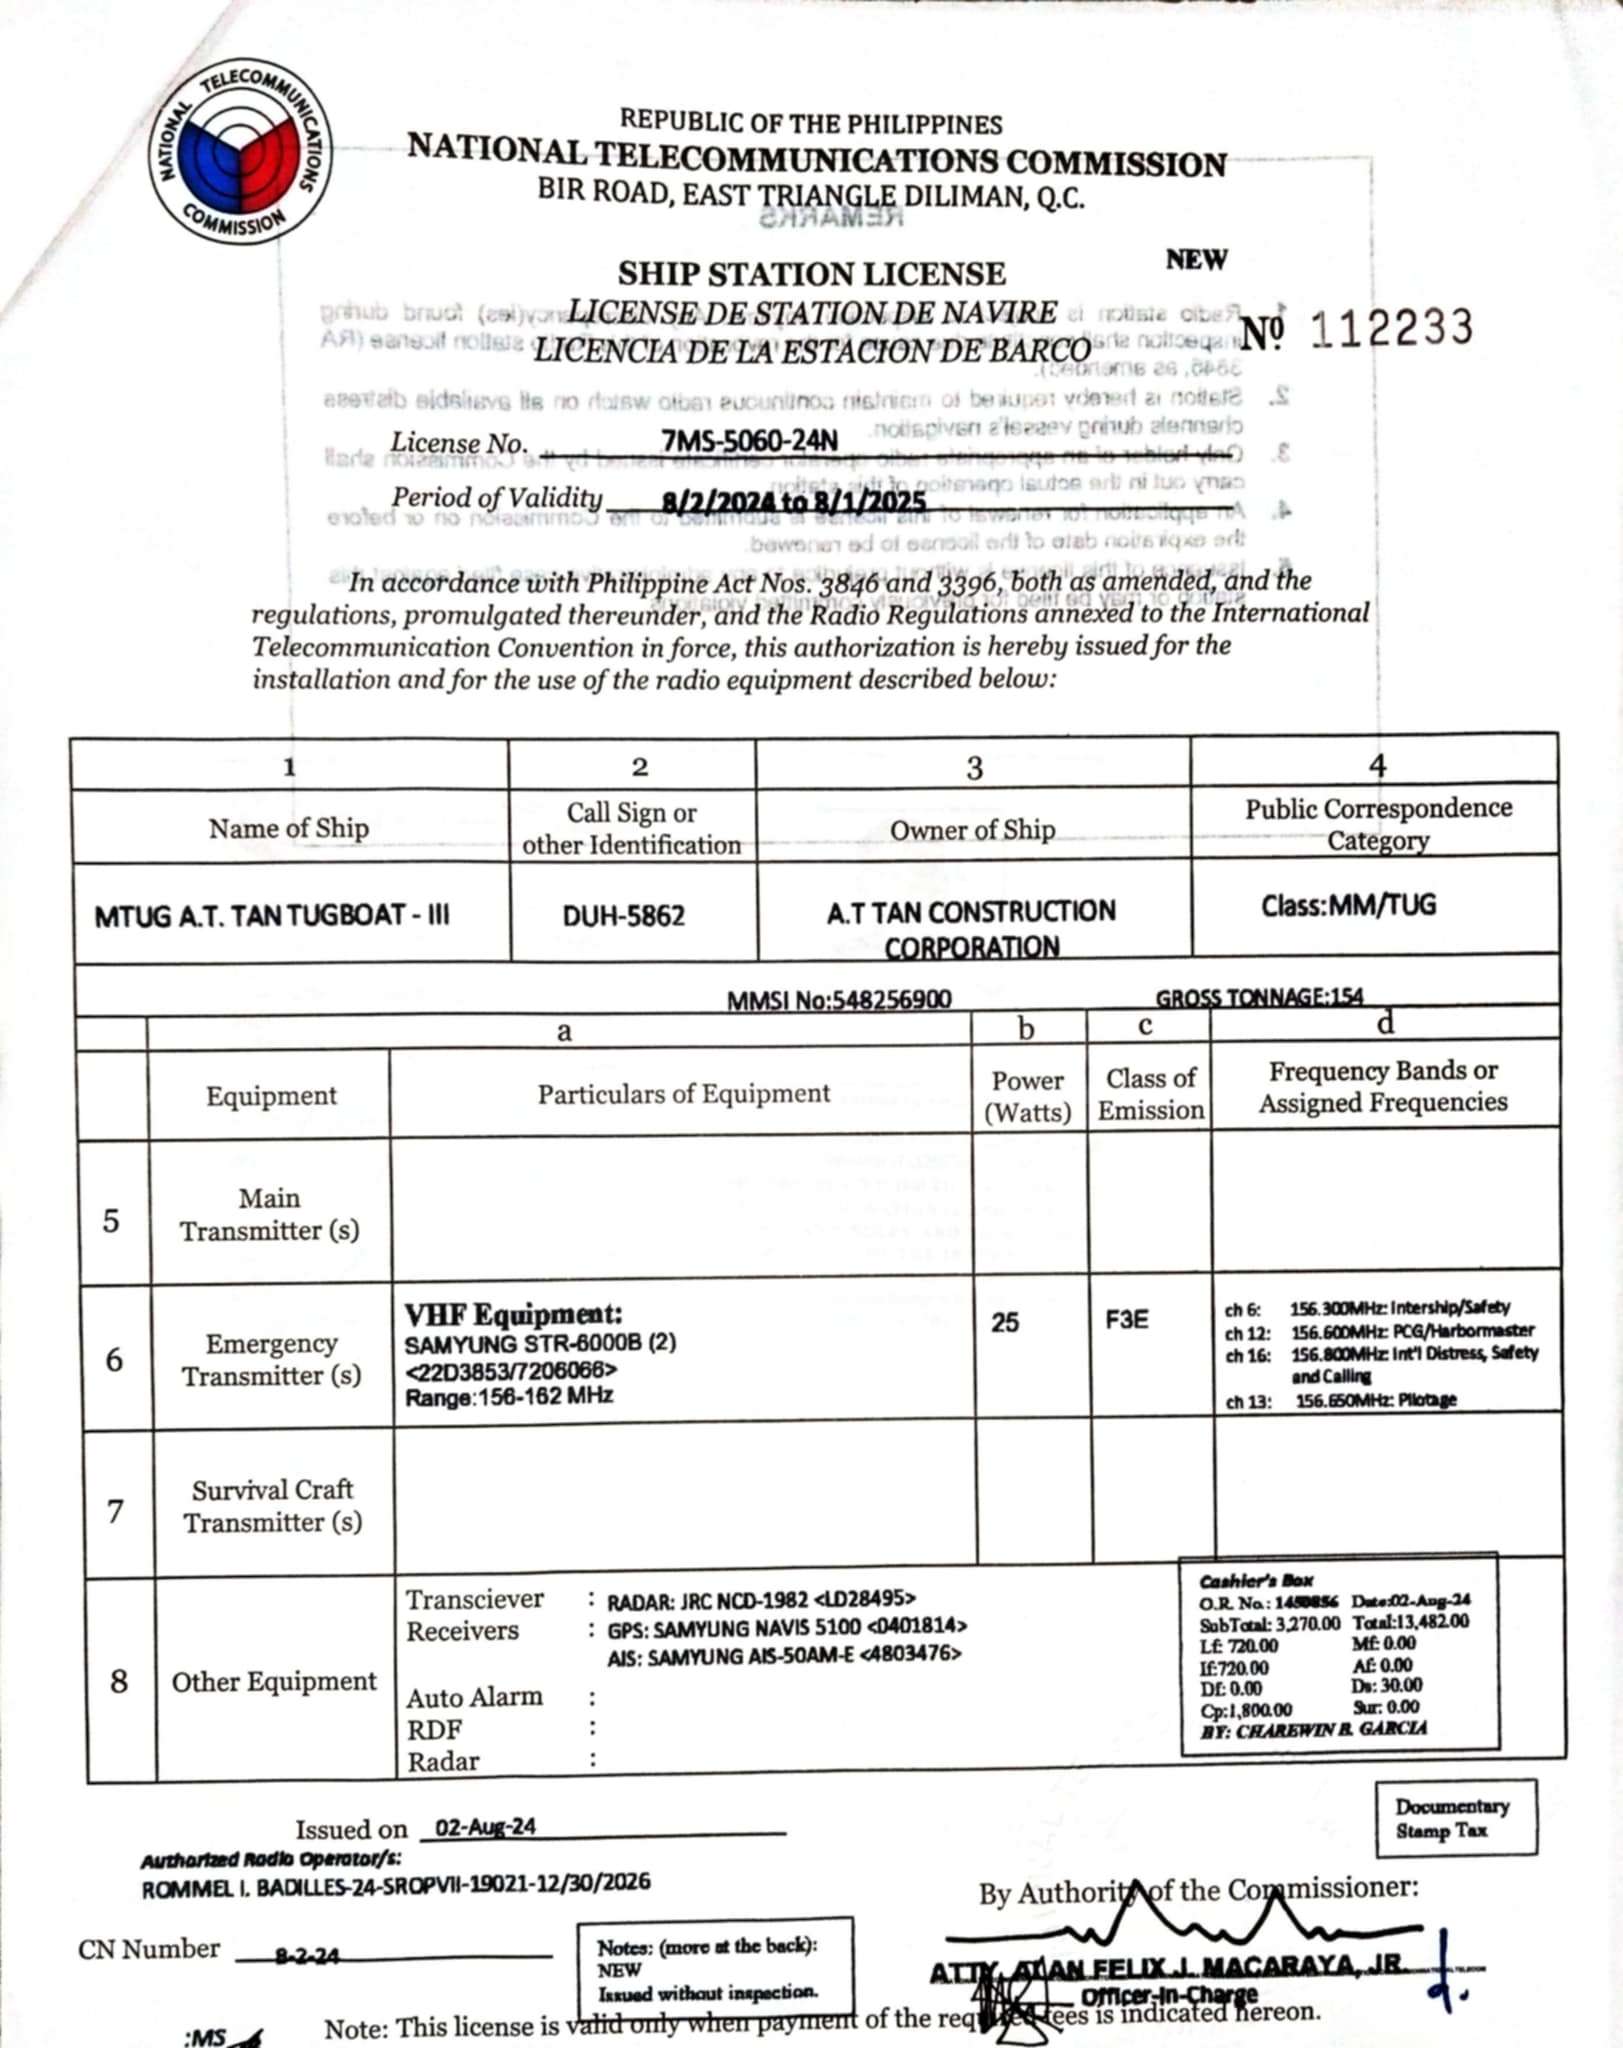 NATIONAL TELECOMMUNICATIONS COMMISSION
REPUBLIC OF THE PHILIPPINES
NATIONAL TELECOMMUNICATIONS COMMISSION
BIR ROAD, EAST TRIANGLE DILIMAN, Q.C.
REMARKS
NEW
SHIP STATION LICENSE
LICENSE DE STATION DE NAVIRE
LICENCIA DE LA ESTACION DE BARCO
Nº 112233
License No. 7MS-5060-24N
Period of Validity 8/2/2024 to 8/1/2025
In accordance with Philippine Act Nos. 3846 and 3396, both as amended, and the
regulations, promulgated thereunder, and the Radio Regulations annexed to the International
Telecommunication Convention in force, this authorization is hereby issued for the
installation and for the use of the radio equipment described below:
1 2 3 4
Name of Ship
Call Sign or
other Identification
Owner of Ship
Public Correspondence
Category
MTUG A.T. TAN TUGBOAT - III
DUH-5862
A.T TAN CONSTRUCTION
CORPORATION
Class:MM/TUG
MMSI No:548256900 GROSS TONNAGE:154
a b c d
Equipment
Particulars of Equipment
Power
(Watts)
Class of
Emission
Frequency Bands or
Assigned Frequencies
5
Main
Transmitter (s)
6
Emergency
Transmitter (s)
VHF Equipment:
SAMYUNG STR-6000B (2)
<22D3853/7206066>
Range:156-162 MHz
25
F3E
ch 6: 156.300MHz: Intership/Safety
ch 12: 156.600MHz: PCG/Harbormaster
ch 16: 156.800MHz: Int'l Distress, Safety
and Calling
ch 13: 156.650MHz: Pilotage
7
Survival Craft
Transmitter (s)
8
Other Equipment
Transciever : RADAR: JRC NCD-1982 <LD28495>
Receivers : GPS: SAMYUNG NAVIS 5100 <0401814>
AIS: SAMYUNG AIS-50AM-E <4803476>
Auto Alarm :
RDF :
Radar :
Cashier's Box
O.R. No.: 1450856 Date:02-Aug-24
SubTotal: 3,270.00 Total:13,482.00
Lf: 720.00 Mf: 0.00
If:720.00 Af: 0.00
Df: 0.00 Ds: 30.00
Cp:1,800.00 Sur: 0.00
BY: CHAREWIN B. GARCIA
Documentary
Stamp Tax
Issued on 02-Aug-24
Authorized Radio Operator/s:
ROMMEL I. BADILLES-24-SROPVII-19021-12/30/2026
By Authority of the Commissioner:
CN Number 8-2-24
Notes: (more at the back):
NEW
Issued without inspection.
ATTY. ALAN FELIX J. MACARAYA, JR.
Officer-In-Charge
Note: This license is valid only when payment of the required fees is indicated hereon.
:MS